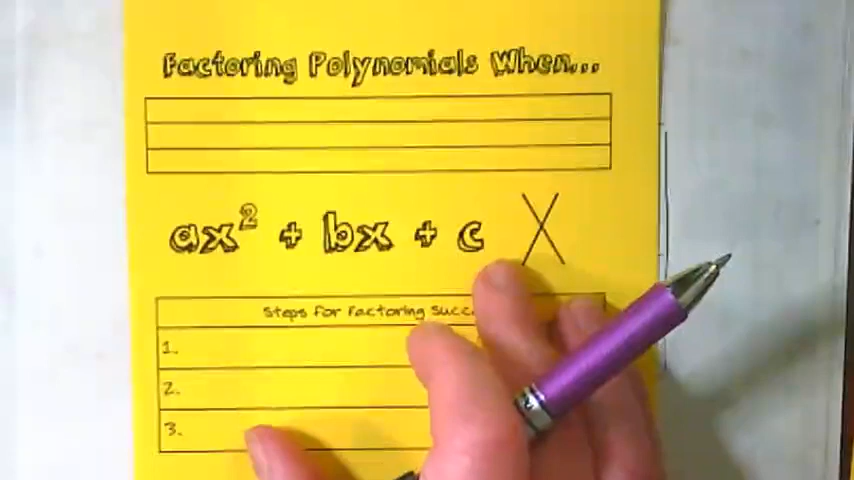 Factoring Polynomials When...
ax² + bx + c
Steps for Factoring
1.
2.
3.